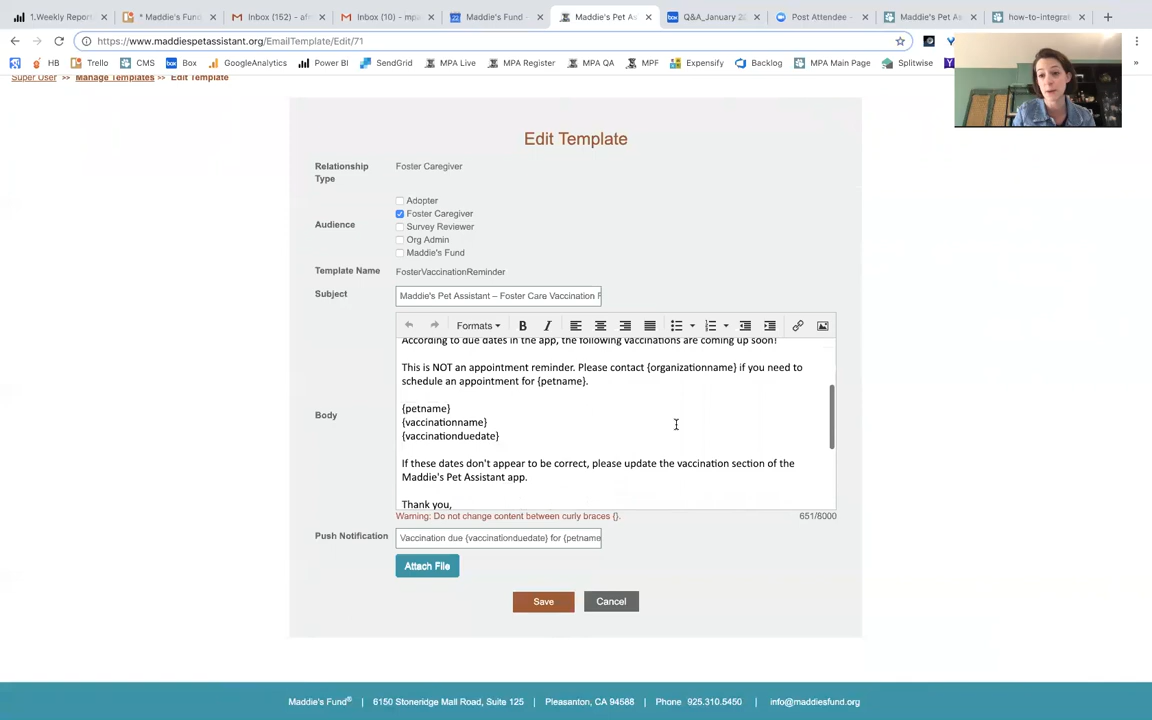 1.Weekly Report
* Maddie's Fund
Inbox (152) - af
Inbox (10) - mp
Maddie's Fund -
Maddie's Pet As
Q&A_January 2
Post Attendee -
Maddie's Pet As
how-to-integra
https://www.maddiespetassistant.org/EmailTemplate/Edit/71
HB
Trello
CMS
Box
GoogleAnalytics
Power BI
SendGrid
MPA Live
MPA Register
MPA QA
MPF
Expensify
Backlog
MPA Main Page
Splitwise
»
Super User >> Manage Templates >> Edit Template
Edit Template
Relationship Type
Foster Caregiver
Audience
Adopter
Foster Caregiver
Survey Reviewer
Org Admin
Maddie's Fund
Template Name
FosterVaccinationReminder
Subject
Maddie's Pet Assistant – Foster Care Vaccination
Formats
B
I
Body
According to due dates in the app, the following vaccinations are coming up soon!
This is NOT an appointment reminder. Please contact {organizationname} if you need to
schedule an appointment for {petname}.
{petname}
{vaccinationname}
{vaccinationduedate}
If these dates don't appear to be correct, please update the vaccination section of the
Maddie's Pet Assistant app.
Thank you,
Warning: Do not change content between curly braces {}.
651/8000
Push Notification
Vaccination due {vaccinationduedate} for {petname
Attach File
Save
Cancel
Maddie's Fund® | 6150 Stoneridge Mall Road, Suite 125 | Pleasanton, CA 94588 | Phone 925.310.5450 | info@maddiesfund.org